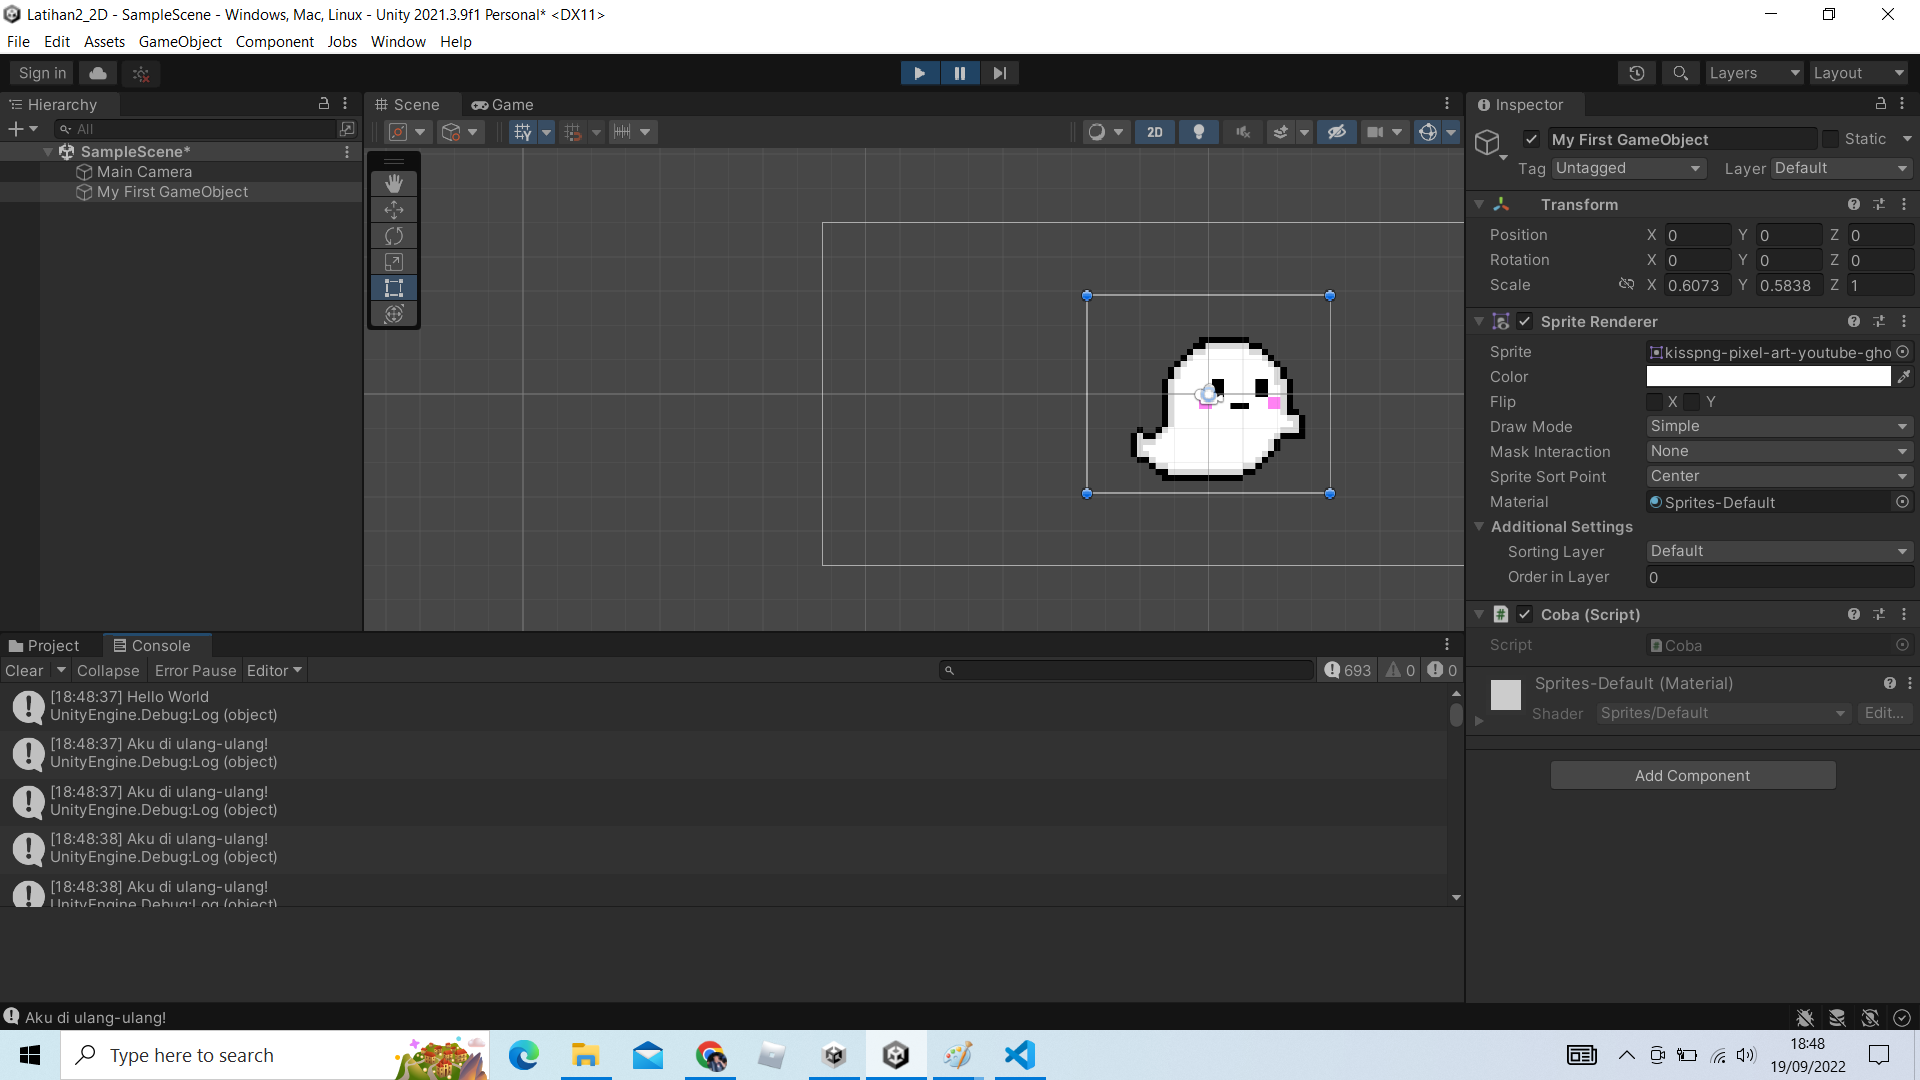 Latihan2_2D - SampleScene - Windows, Mac, Linux - Unity 2021.3.9f1 Personal* <DX11>
File Edit Assets GameObject Component Jobs Window Help
Sign in
Layers Layout
Hierarchy
All
SampleScene*
Main Camera
My First GameObject
Scene Game
2D
Inspector
My First GameObject Static
Tag Untagged Layer Default
Transform
Position X 0 Y 0 Z 0
Rotation X 0 Y 0 Z 0
Scale X 0.6073 Y 0.5838 Z 1
Sprite Renderer
Sprite kisspng-pixel-art-youtube-gho
Color
Flip X Y
Draw Mode Simple
Mask Interaction None
Sprite Sort Point Center
Material Sprites-Default
Additional Settings
Sorting Layer Default
Order in Layer 0
# Coba (Script)
Script Coba
Sprites-Default (Material)
Shader Sprites/Default Edit...
Add Component
Project Console
Clear Collapse Error Pause Editor 693 0 0
[18:48:37] Hello World
UnityEngine.Debug:Log (object)
[18:48:37] Aku di ulang-ulang!
UnityEngine.Debug:Log (object)
[18:48:37] Aku di ulang-ulang!
UnityEngine.Debug:Log (object)
[18:48:38] Aku di ulang-ulang!
UnityEngine.Debug:Log (object)
[18:48:38] Aku di ulang-ulang!
UnityEngine.Debug:Log (object)
Aku di ulang-ulang!
Type here to search
18:48
19/09/2022